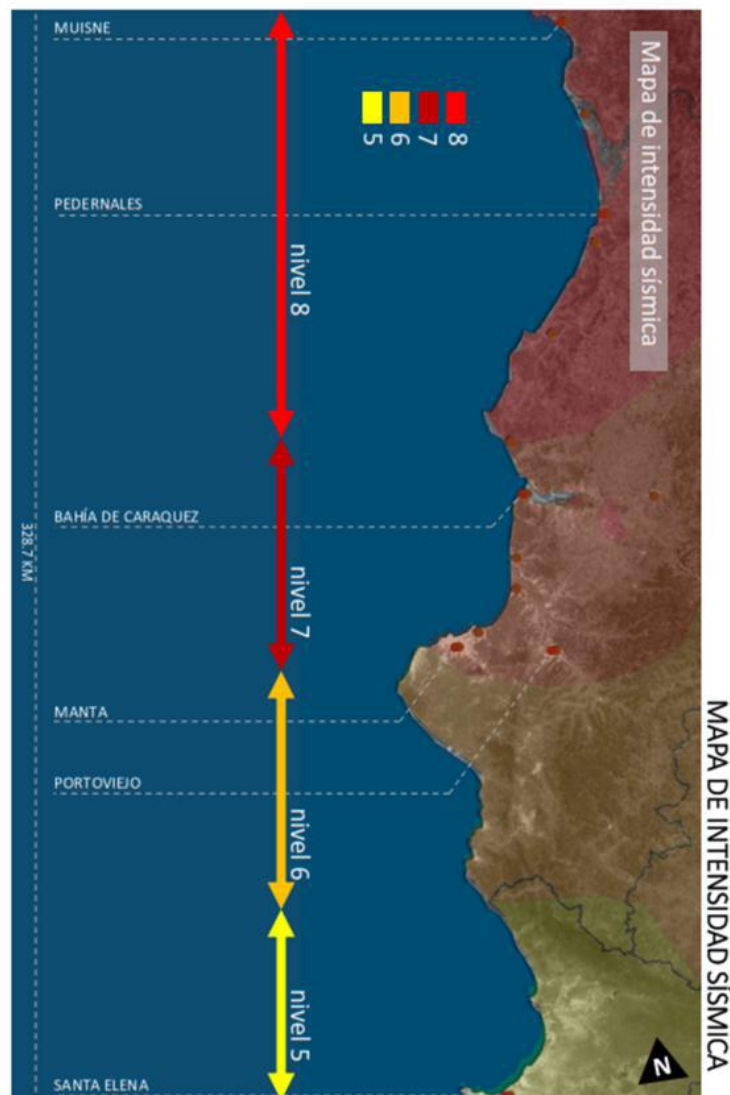 MAPA DE INTENSIDAD SÍSMICA
Mapa de intensidad sísmica
8
7
6
5
MUISNE
PEDERNALES
nivel 8
BAHÍA DE CARAQUEZ
328.7 KM
nivel 7
MANTA
PORTOVIEJO
nivel 6
nivel 5
SANTA ELENA
N